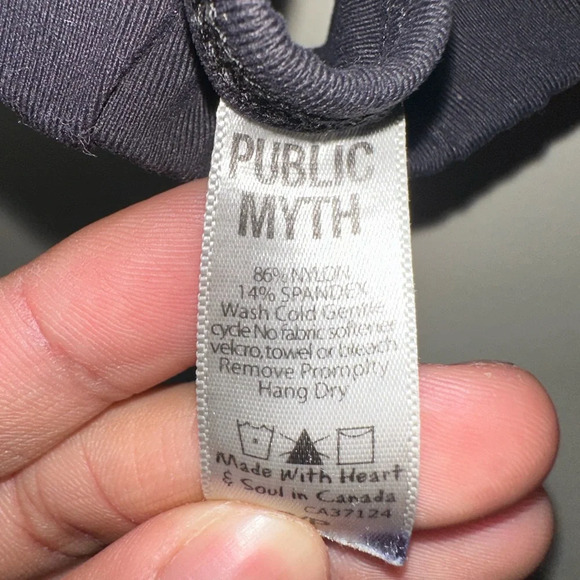 PUBLIC
MYTH
86% NYLON
14% SPANDEX
Wash Cold Gentle
cycle No fabric softener
velcro, towel or bleach
Remove Promptly
Hang Dry
Made With Heart
& Soul in Canada
CA37124